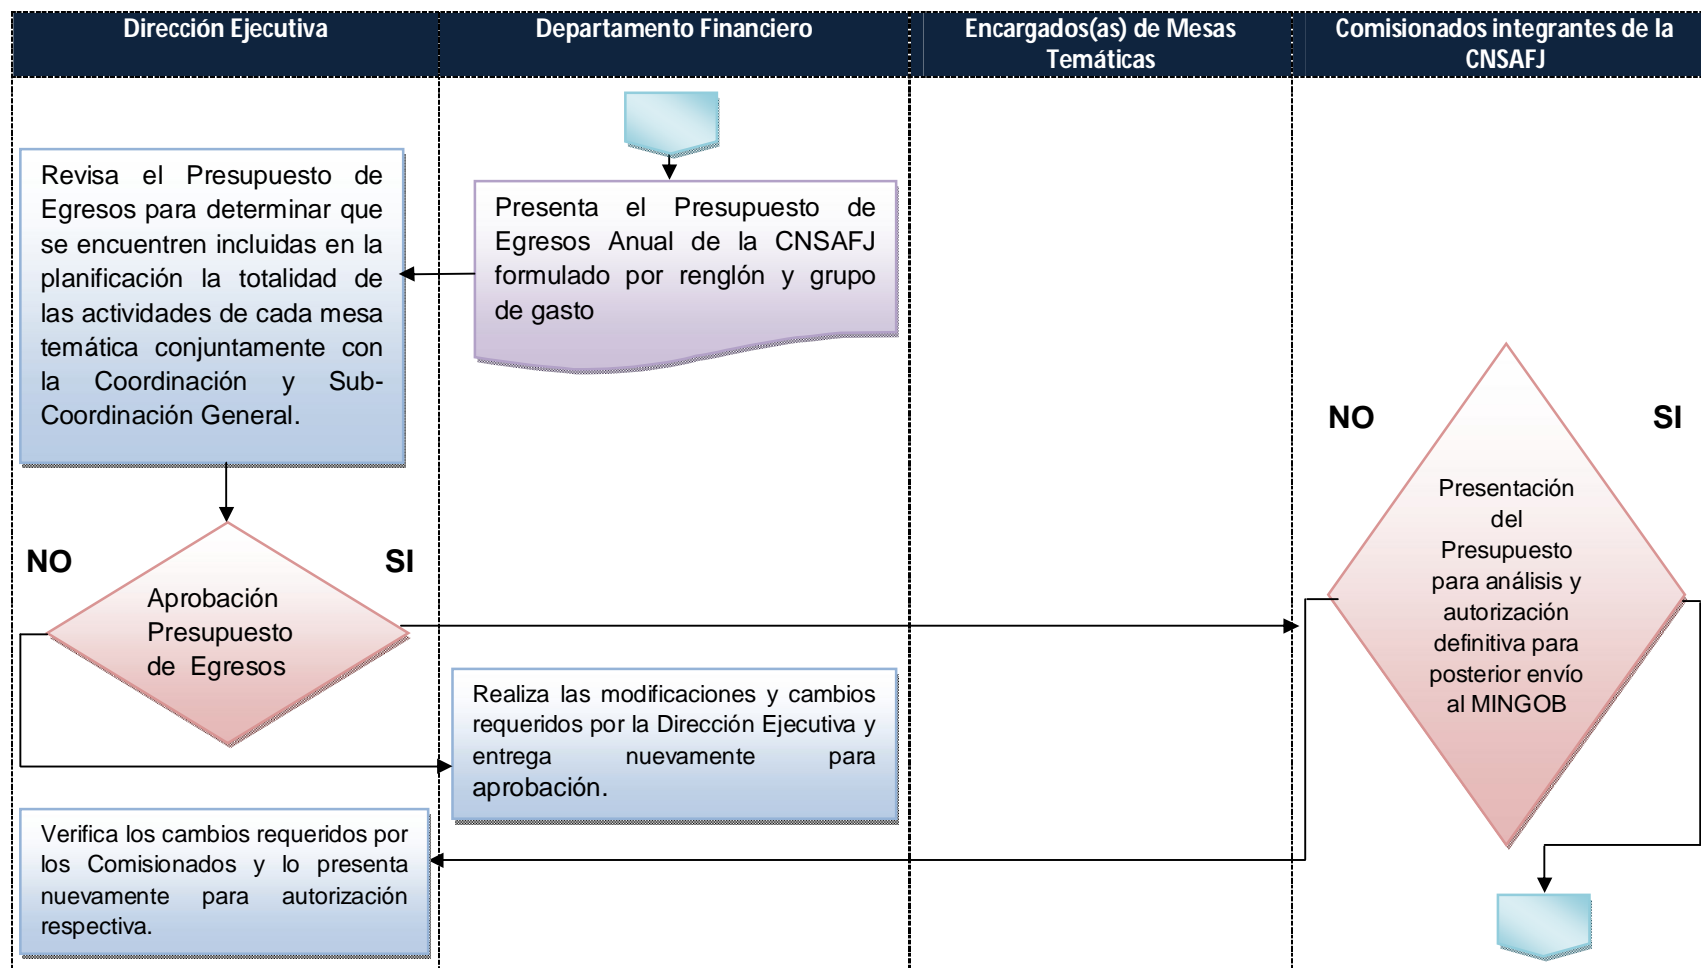 Dirección Ejecutiva
Departamento Financiero
Encargados(as) de Mesas
Temáticas
Comisionados integrantes de la
CNSAFJ
Revisa el Presupuesto de
Egresos para determinar que
se encuentren incluidas en la
planificación la totalidad de
las actividades de cada mesa
temática conjuntamente con
la Coordinación y Sub-
Coordinación General.
Presenta el Presupuesto de
Egresos Anual de la CNSAFJ
formulado por renglón y grupo
de gasto
NO
SI
Aprobación
Presupuesto
de Egresos
NO
SI
Presentación
del
Presupuesto
para análisis y
autorización
definitiva para
posterior envío
al MINGOB
Realiza las modificaciones y cambios
requeridos por la Dirección Ejecutiva y
entrega nuevamente para
aprobación.
Verifica los cambios requeridos por
los Comisionados y lo presenta
nuevamente para autorización
respectiva.